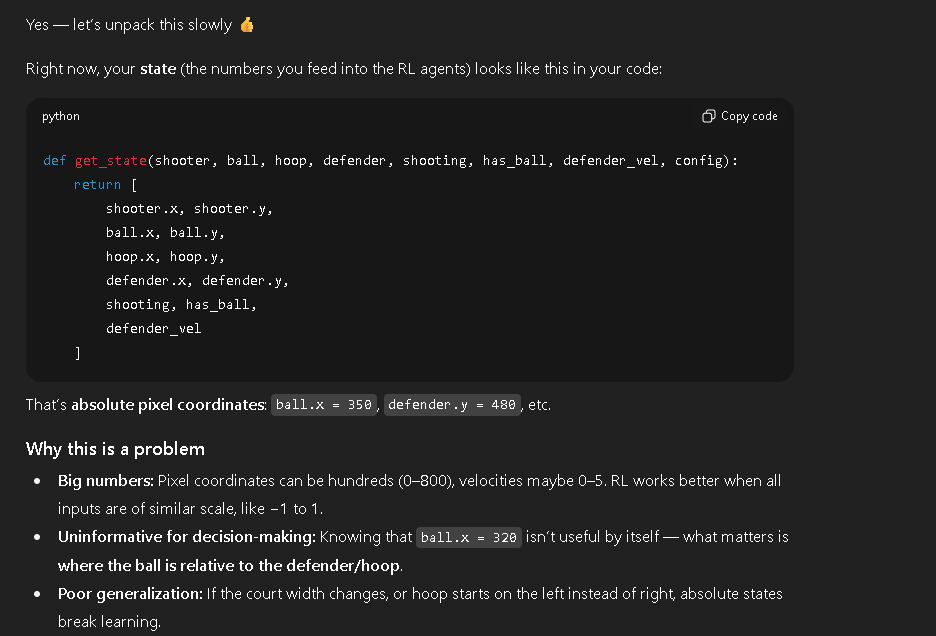 Yes — let's unpack this slowly 👍
Right now, your state (the numbers you feed into the RL agents) looks like this in your code:
python
Copy code
def get_state(shooter, ball, hoop, defender, shooting, has_ball, defender_vel, config):
    return [
        shooter.x, shooter.y,
        ball.x, ball.y,
        hoop.x, hoop.y,
        defender.x, defender.y,
        shooting, has_ball,
        defender_vel
    ]
That's absolute pixel coordinates: ball.x = 350, defender.y = 480, etc.
Why this is a problem
• Big numbers: Pixel coordinates can be hundreds (0–800), velocities maybe 0–5. RL works better when all
inputs are of similar scale, like −1 to 1.
• Uninformative for decision-making: Knowing that ball.x = 320 isn't useful by itself — what matters is
where the ball is relative to the defender/hoop.
• Poor generalization: If the court width changes, or hoop starts on the left instead of right, absolute states
break learning.